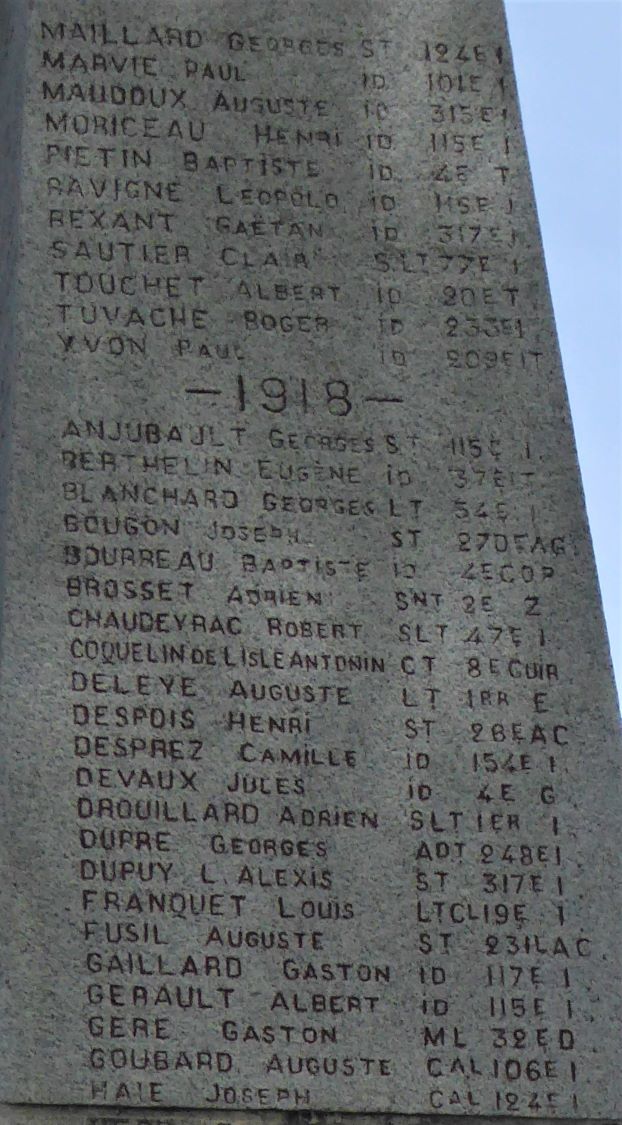 MAILLARD GEORGES ST 124E I
MARVIE PAUL ID 101E I
MAUDOUX AUGUSTE ID 315E I
MORICEAU HENRI ID 115E I
PIETIN BAPTISTE ID 4E T
RAVIGNE LEOPOLD ID 115E I
REXANT GAËTAN ID 317E I
SAUTIER CLAIR S.LT 77E I
TOUCHET ALBERT ID 20E T
TUVACHE ROGER ID 233E I
YVON PAUL ID 209E IT
—1918—
ANJUBAULT GEORGES ST 115E I
BERTHELIN EUGÈNE ID 37E IT
BLANCHARD GEORGES LT 54E I
BOUGON JOSEPH ST 270E AG
BOURREAU BAPTISTE ID 4E COP
BROSSET ADRIEN SNT 2E Z
CHAUDEYRAC ROBERT SLT 47E I
COQUELIN DE LISLE ANTONIN CT 8E CUIR
DELEYE AUGUSTE LT 1RR E
DESPOIS HENRI ST 28E AC
DESPREZ CAMILLE ID 154E I
DEVAUX JULES ID 4E G
DROUILLARD ADRIEN SLT 1ER I
DUPRE GEORGES ADT 248E I
DUPUY L.ALEXIS ST 317E I
FRANQUET LOUIS LTCL 19E I
FUSIL AUGUSTE ST 231LAC
GAILLARD GASTON ID 117E I
GERAULT ALBERT ID 115E I
GERE GASTON ML 32E D
GOUBARD AUGUSTE CAL 106E I
HAIE JOSEPH CAL 124E I